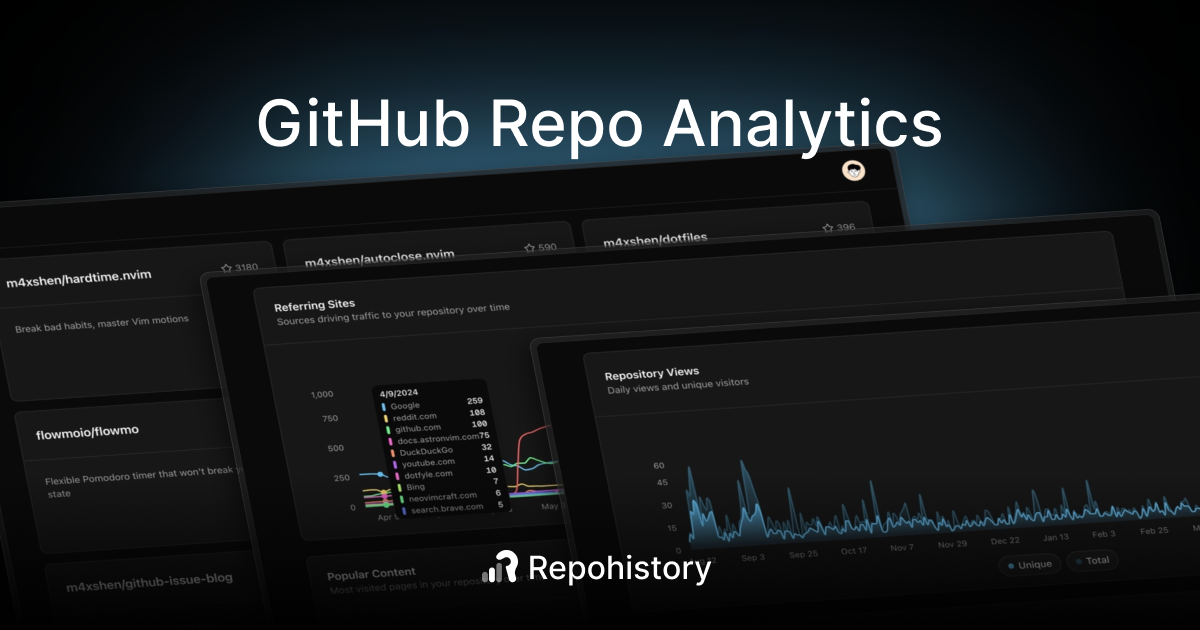 GitHub Repo Analytics
m4xshen/hardtime.nvim
3180
Break bad habits, master Vim motions
m4xshen/autoclose.nvim
590
m4xshen/dotfiles
396
flowmoio/flowmo
Flexible Pomodoro timer that won't break
state
m4xshen/github-issue-blog
Referring Sites
Sources driving traffic to your repository over time
1,000
750
500
250
0
4/9/2024
Google 259
reddit.com 108
github.com 100
docs.astronvim.com 75
DuckDuckGo 32
youtube.com 14
dotfyle.com 10
Bing 7
neovimcraft.com 6
search.brave.com 5
Apr
May
Popular Content
Most visited pages in your
Repository Views
Daily views and unique visitors
60
45
30
15
0
Sep 3
Sep 25
Oct 17
Nov 7
Nov 29
Dec 22
Jan 13
Feb 3
Feb 25
Unique
Total
Repohistory